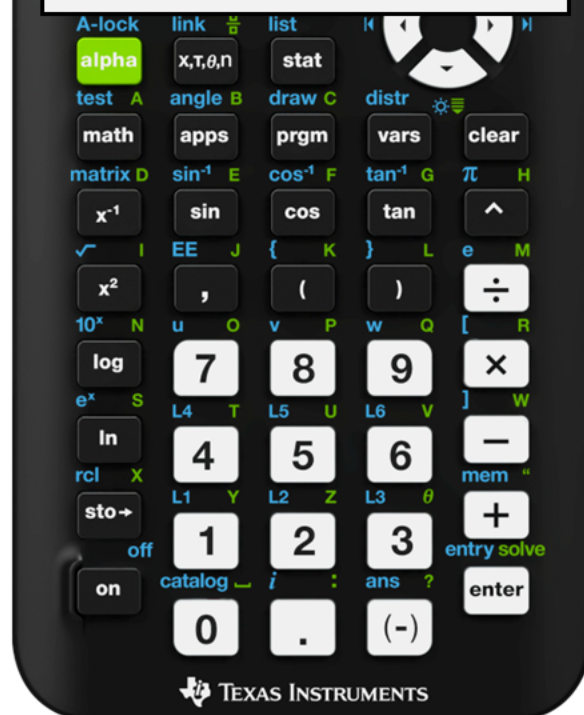 A-lock link 음 list
alpha X,T,θ,n stat
test A angle B draw C distr
math apps prgm vars clear
matrix D sin⁻¹ E cos⁻¹ F tan⁻¹ G π H
x⁻¹ sin cos tan ^
√‾ I EE J { K } L e M
x² , ( ) ÷
10ˣ N u O v P w Q [ R
log 7 8 9 ×
eˣ S L4 T L5 U L6 V ] W
ln 4 5 6 −
rcl X L1 Y L2 Z L3 θ mem “
sto→ 1 2 3 +
off catalog ⎵ i : ans ? entry solve
on 0 . (-) enter
TEXAS INSTRUMENTS